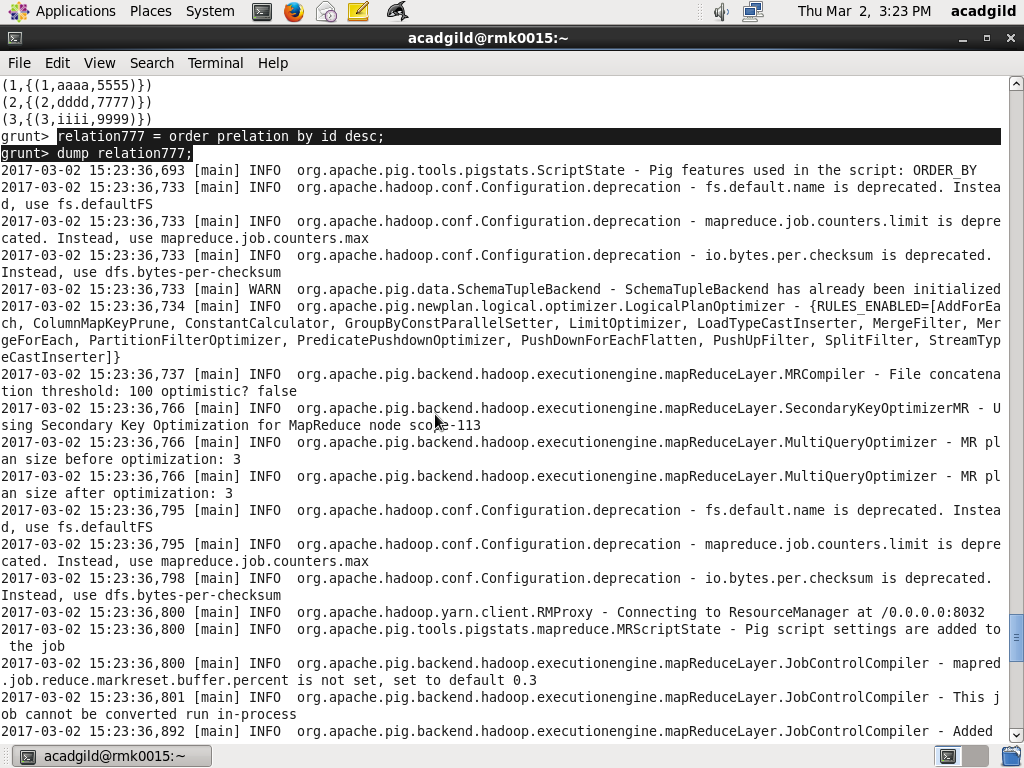 Applications Places System Thu Mar 2, 3:23 PM acadgild
acadgild@rmk0015:~
File Edit View Search Terminal Help
(1,{(1,aaaa,5555)})
(2,{(2,dddd,7777)})
(3,{(3,iiii,9999)})
grunt> relation777 = order prelation by id desc;
grunt> dump relation777;
2017-03-02 15:23:36,693 [main] INFO  org.apache.pig.tools.pigstats.ScriptState - Pig features used in the script: ORDER_BY
2017-03-02 15:23:36,733 [main] INFO  org.apache.hadoop.conf.Configuration.deprecation - fs.default.name is deprecated. Instea
d, use fs.defaultFS
2017-03-02 15:23:36,733 [main] INFO  org.apache.hadoop.conf.Configuration.deprecation - mapreduce.job.counters.limit is depre
cated. Instead, use mapreduce.job.counters.max
2017-03-02 15:23:36,733 [main] INFO  org.apache.hadoop.conf.Configuration.deprecation - io.bytes.per.checksum is deprecated.
Instead, use dfs.bytes-per-checksum
2017-03-02 15:23:36,733 [main] WARN  org.apache.pig.data.SchemaTupleBackend - SchemaTupleBackend has already been initialized
2017-03-02 15:23:36,734 [main] INFO  org.apache.pig.newplan.logical.optimizer.LogicalPlanOptimizer - {RULES_ENABLED=[AddForEa
ch, ColumnMapKeyPrune, ConstantCalculator, GroupByConstParallelSetter, LimitOptimizer, LoadTypeCastInserter, MergeFilter, Mer
geForEach, PartitionFilterOptimizer, PredicatePushdownOptimizer, PushDownForEachFlatten, PushUpFilter, SplitFilter, StreamTyp
eCastInserter]}
2017-03-02 15:23:36,737 [main] INFO  org.apache.pig.backend.hadoop.executionengine.mapReduceLayer.MRCompiler - File concatena
tion threshold: 100 optimistic? false
2017-03-02 15:23:36,766 [main] INFO  org.apache.pig.backend.hadoop.executionengine.mapReduceLayer.SecondaryKeyOptimizerMR - U
sing Secondary Key Optimization for MapReduce node scope-113
2017-03-02 15:23:36,766 [main] INFO  org.apache.pig.backend.hadoop.executionengine.mapReduceLayer.MultiQueryOptimizer - MR pl
an size before optimization: 3
2017-03-02 15:23:36,766 [main] INFO  org.apache.pig.backend.hadoop.executionengine.mapReduceLayer.MultiQueryOptimizer - MR pl
an size after optimization: 3
2017-03-02 15:23:36,795 [main] INFO  org.apache.hadoop.conf.Configuration.deprecation - fs.default.name is deprecated. Instea
d, use fs.defaultFS
2017-03-02 15:23:36,795 [main] INFO  org.apache.hadoop.conf.Configuration.deprecation - mapreduce.job.counters.limit is depre
cated. Instead, use mapreduce.job.counters.max
2017-03-02 15:23:36,798 [main] INFO  org.apache.hadoop.conf.Configuration.deprecation - io.bytes.per.checksum is deprecated.
Instead, use dfs.bytes-per-checksum
2017-03-02 15:23:36,800 [main] INFO  org.apache.hadoop.yarn.client.RMProxy - Connecting to ResourceManager at /0.0.0.0:8032
2017-03-02 15:23:36,800 [main] INFO  org.apache.pig.tools.pigstats.mapreduce.MRScriptState - Pig script settings are added to
 the job
2017-03-02 15:23:36,800 [main] INFO  org.apache.pig.backend.hadoop.executionengine.mapReduceLayer.JobControlCompiler - mapred
.job.reduce.markreset.buffer.percent is not set, set to default 0.3
2017-03-02 15:23:36,801 [main] INFO  org.apache.pig.backend.hadoop.executionengine.mapReduceLayer.JobControlCompiler - This j
ob cannot be converted run in-process
2017-03-02 15:23:36,892 [main] INFO  org.apache.pig.backend.hadoop.executionengine.mapReduceLayer.JobControlCompiler - Added
acadgild@rmk0015:~